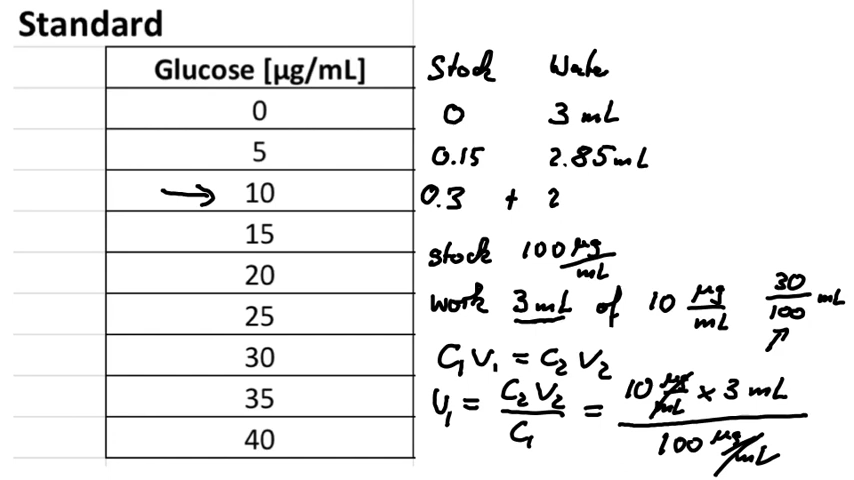 Standard
Glucose [µg/mL] Stock Water
0 0 3 mL
5 0.15 2.85 mL
→ 10 0.3 + 2
15
stock 100 µg/mL
20
work 3 mL of 10 µg/mL 30/100 mL
25
30 C₁V₁ = C₂V₂
35 V₁ = C₂V₂/C₁ = 10 µg/mL × 3 mL / 100 µg/mL
40